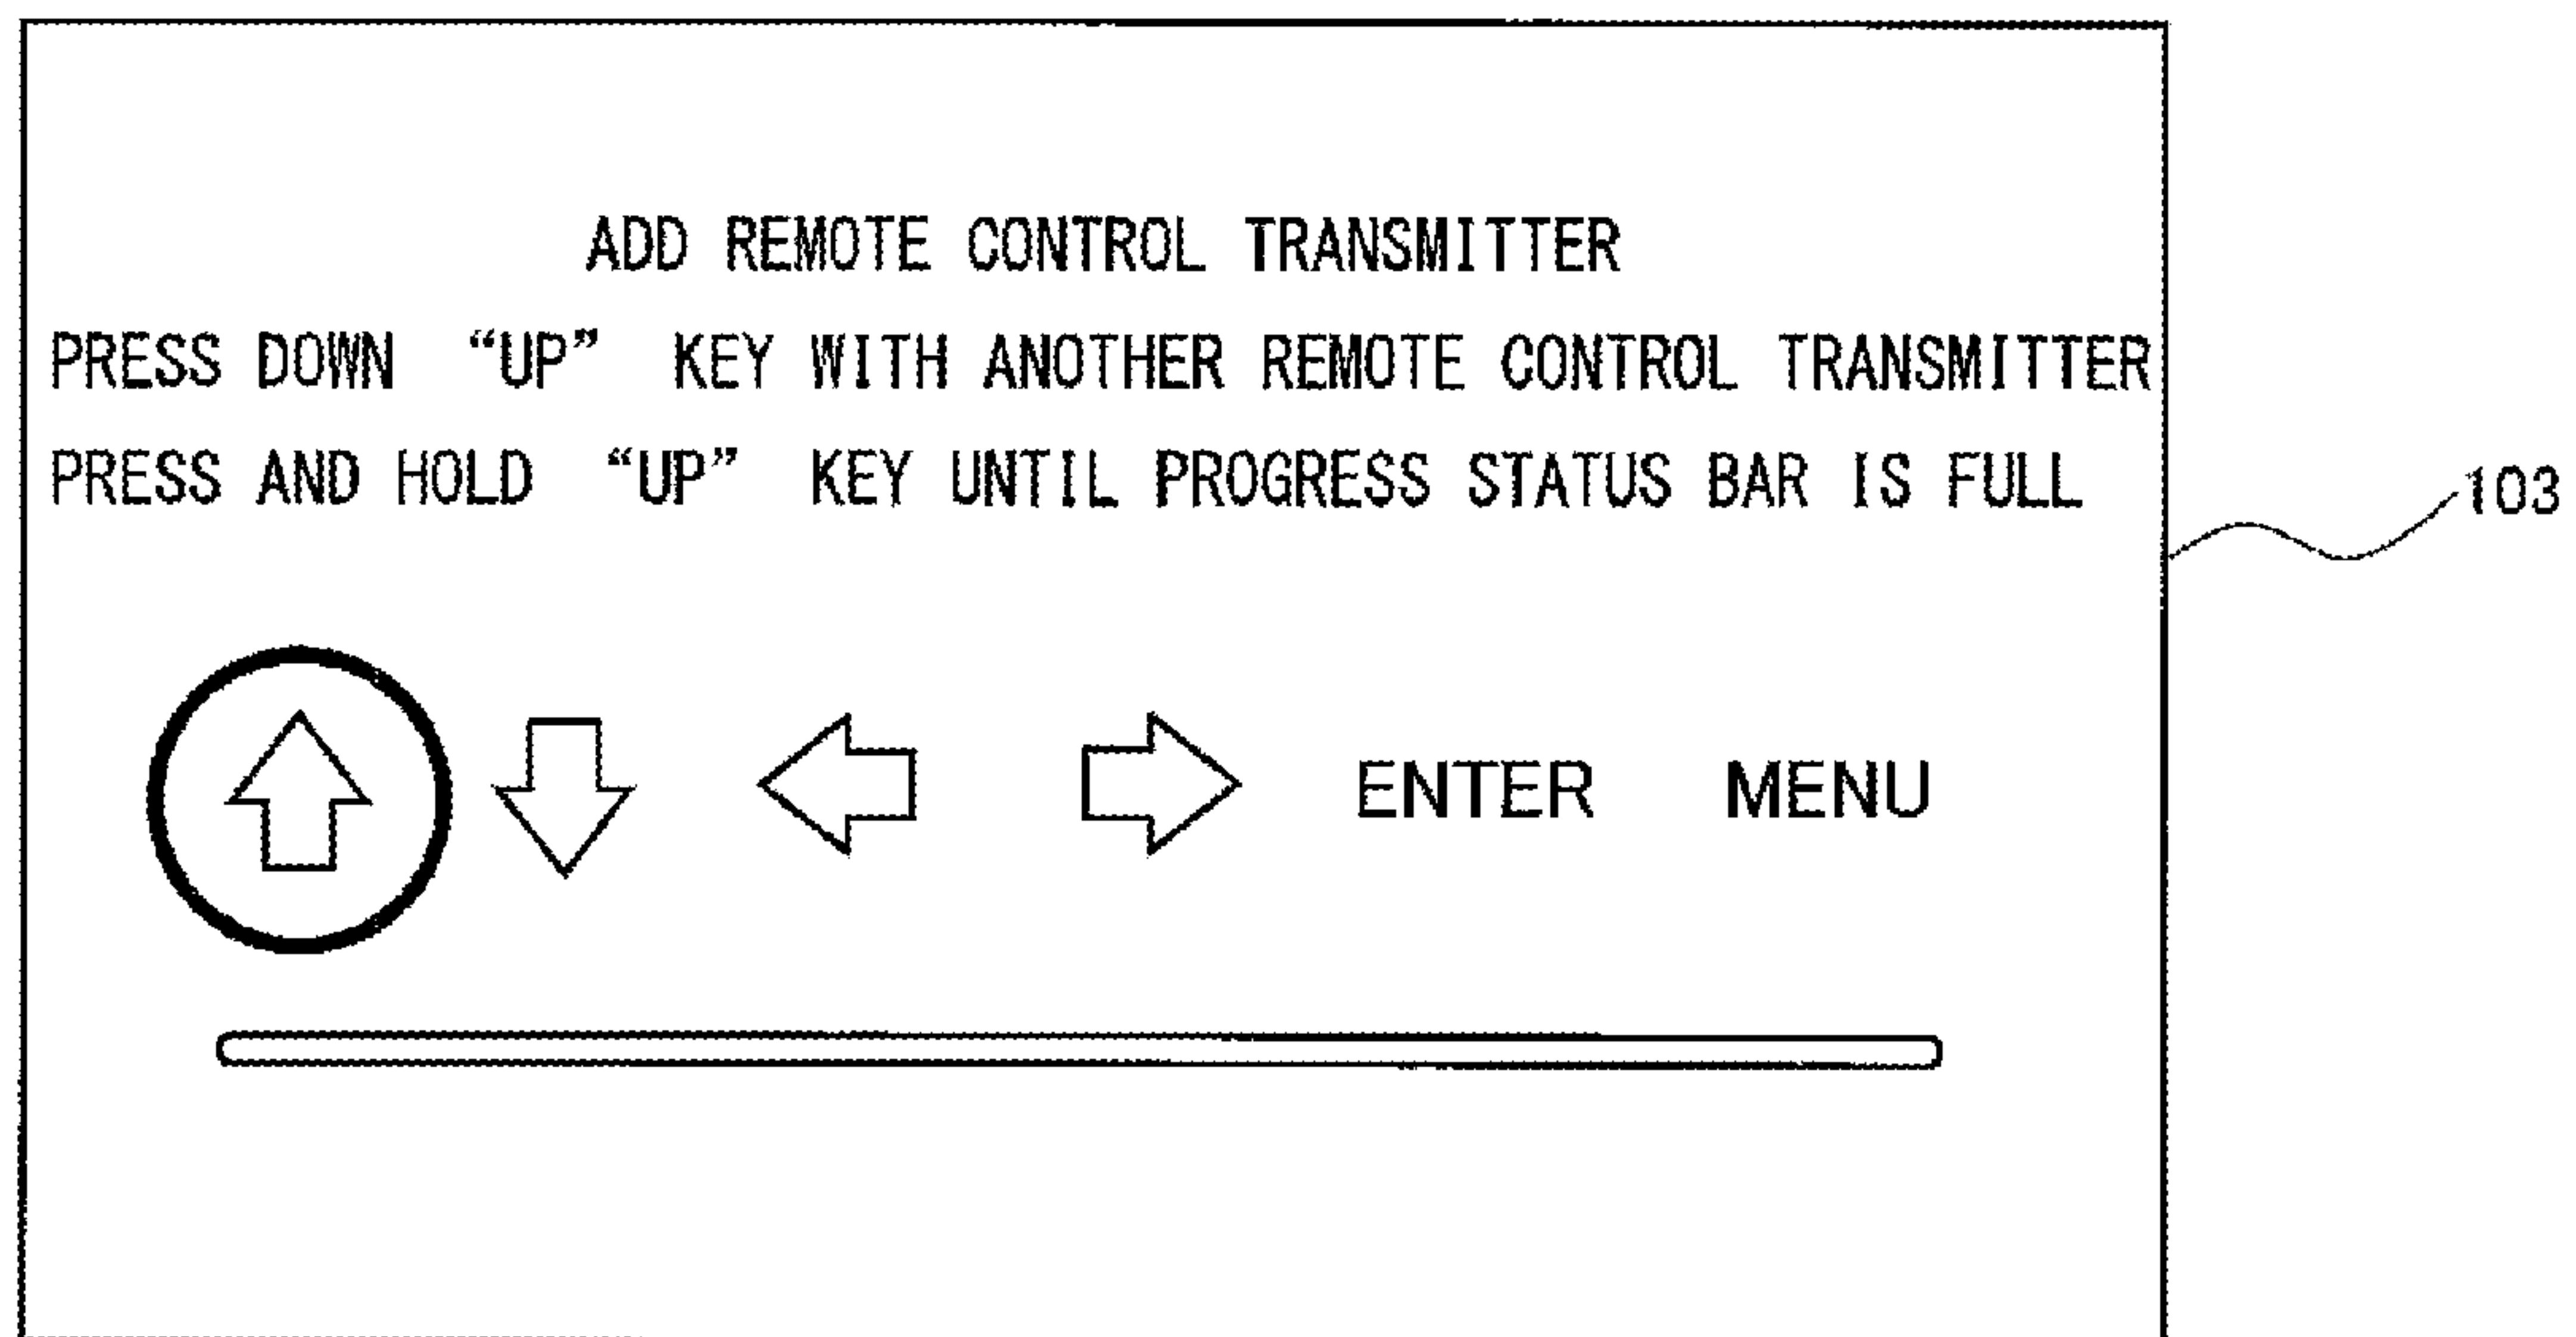 ADD REMOTE CONTROL TRANSMITTER
PRESS DOWN “UP” KEY WITH ANOTHER REMOTE CONTROL TRANSMITTER
PRESS AND HOLD “UP” KEY UNTIL PROGRESS STATUS BAR IS FULL
103
ENTER MENU